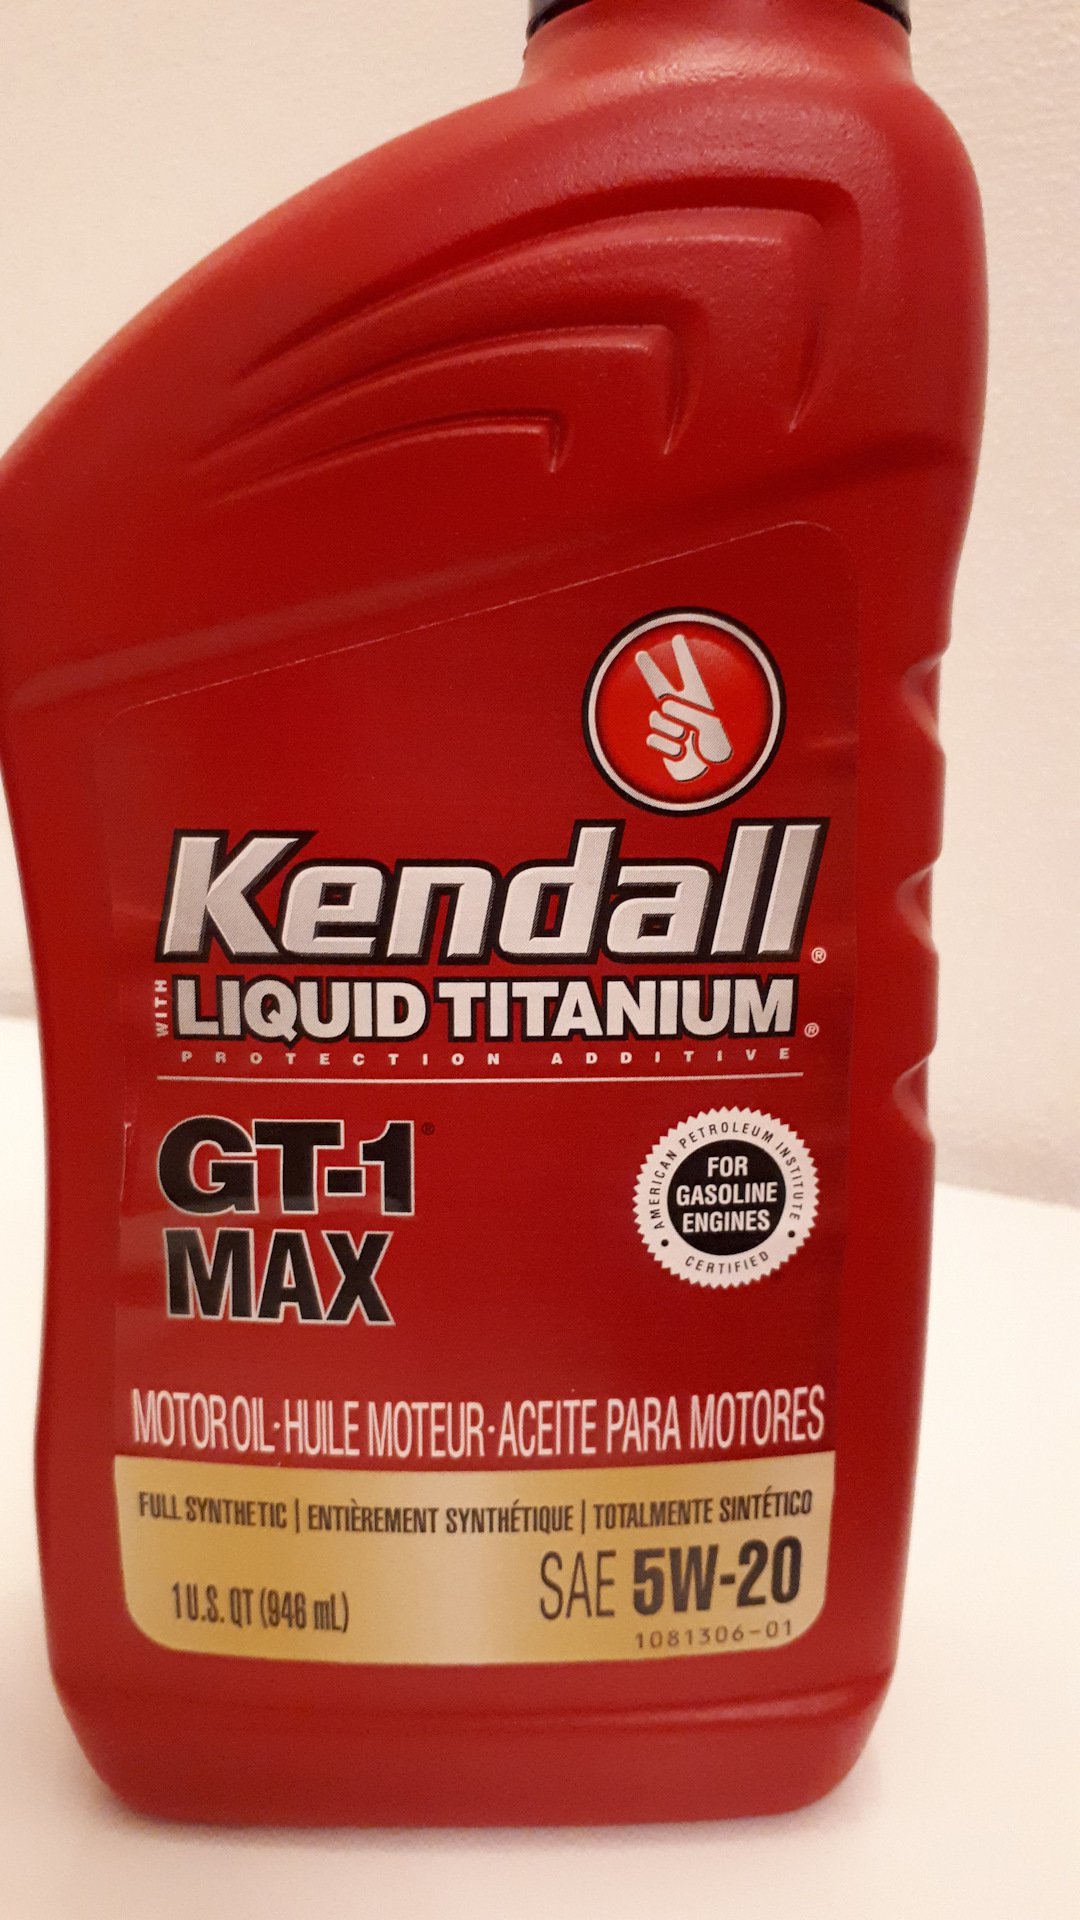 Kendall®
WITH LIQUID TITANIUM®
PROTECTION ADDITIVE
GT-1®
MAX
AMERICAN PETROLEUM INSTITUTE
FOR
GASOLINE
ENGINES
CERTIFIED
MOTOR OIL·HUILE MOTEUR·ACEITE PARA MOTORES
FULL SYNTHETIC | ENTIÈREMENT SYNTHÉTIQUE | TOTALMENTE SINTÉTICO
SAE 5W-20
1 U.S. QT (946 mL)
1081306-01